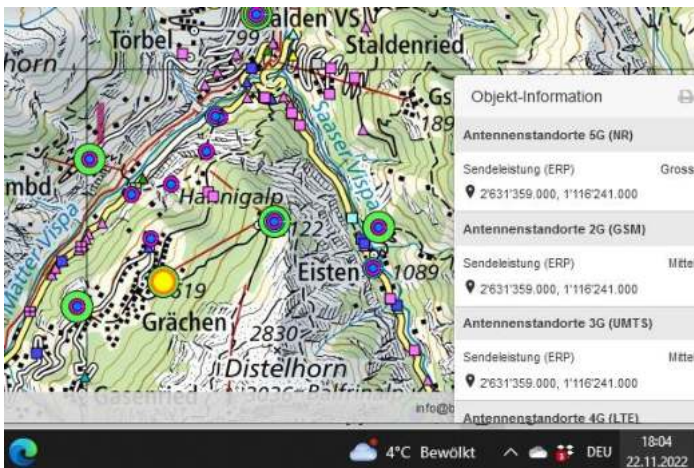 alden VS
Törbel
799
Staldenried
horn
Gs
189
Saaser Vispa
mbd
Hannigalp
122
Matter Vispa
Eisten
1089
619
Grächen
2830
Distelhorn
Gasenried
info@b
Objekt-Information
Antennenstandorte 5G (NR)
Sendeleistung (ERP) Gross
2'631'359.000, 1'116'241.000
Antennenstandorte 2G (GSM)
Sendeleistung (ERP) Mitte
2'631'359.000, 1'116'241.000
Antennenstandorte 3G (UMTS)
Sendeleistung (ERP) Mitte
2'631'359.000, 1'116'241.000
Antennenstandorte 4G (LTE)
4°C Bewölkt
DEU
18:04
22.11.2022